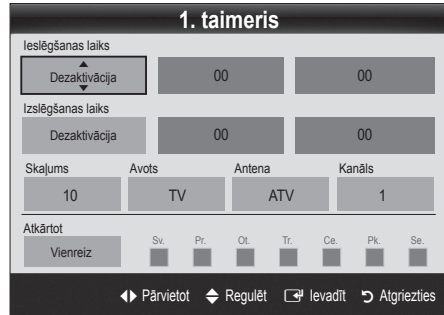 1. taimeris
Ieslēgšanas laiks
Dezaktivācija 00 00
Izslēgšanas laiks
Dezaktivācija 00 00
Skaļums Avots Antena Kanāls
10 TV ATV 1
Atkārtot
Sv. Pr. Ot. Tr. Ce. Pk. Se.
Vienreiz
Pārvietot Regulēt Ievadīt Atgriezties